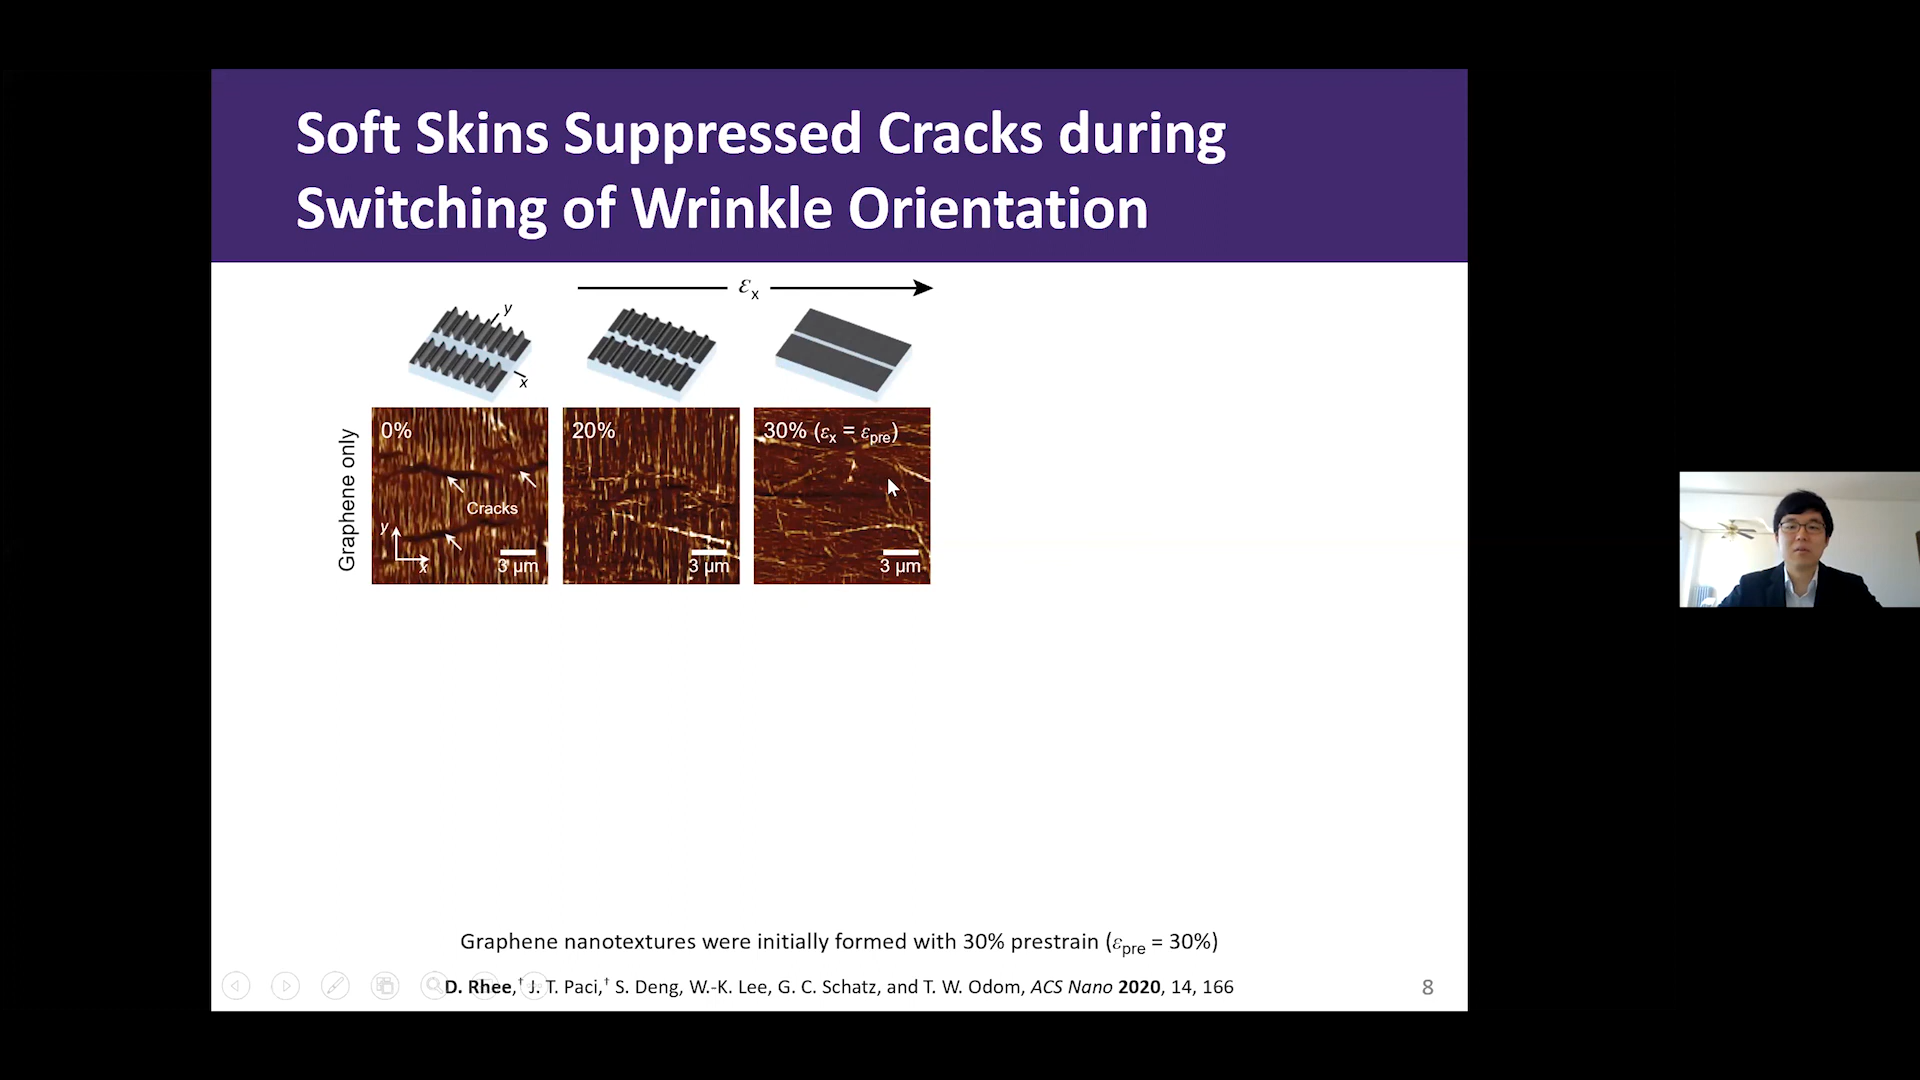 Soft Skins Suppressed Cracks during
Switching of Wrinkle Orientation
εx
y
x
Graphene only
0%
Cracks
y
x
3 μm
20%
3 μm
30% (εx = εpre)
3 μm
Graphene nanotextures were initially formed with 30% prestrain (εpre = 30%)
D. Rhee,† J. T. Paci,† S. Deng, W.-K. Lee, G. C. Schatz, and T. W. Odom, ACS Nano 2020, 14, 166
8